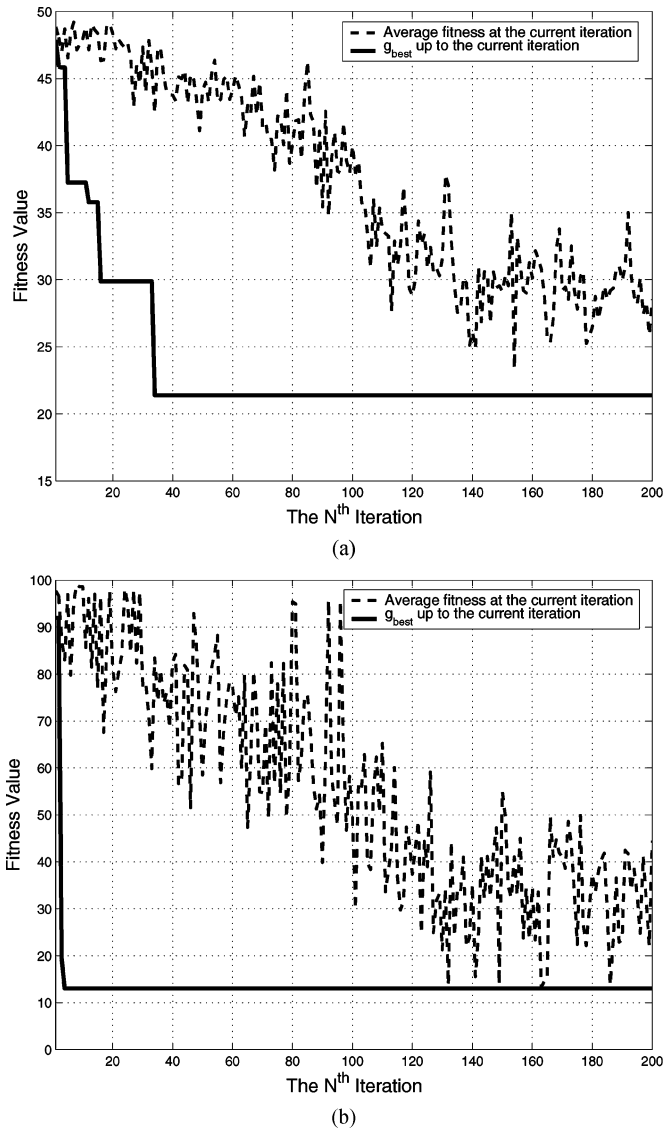 50
45
40
35
30
25
20
15
Fitness Value
Average fitness at the current iteration
gbest up to the current iteration
20 40 60 80 100 120 140 160 180 200
The Nth Iteration
(a)
100
90
80
70
60
50
40
30
20
10
0
Fitness Value
Average fitness at the current iteration
gbest up to the current iteration
20 40 60 80 100 120 140 160 180 200
The Nth Iteration
(b)